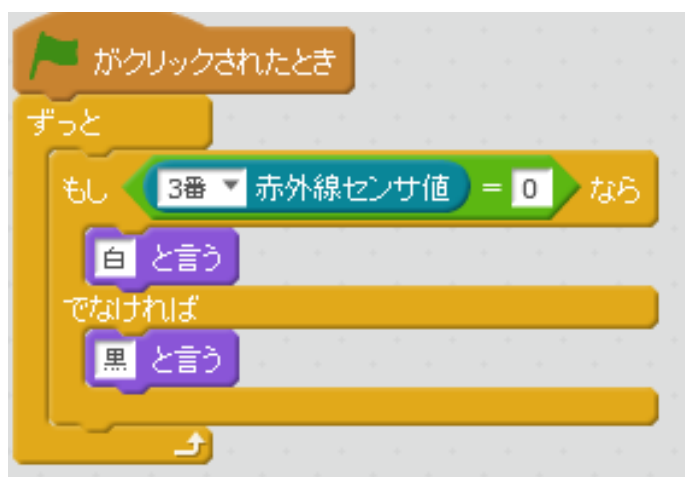 がクリックされたとき
ずっと
もし 3番 赤外線センサ値 = 0 なら
白 と言う
でなければ
黒 と言う